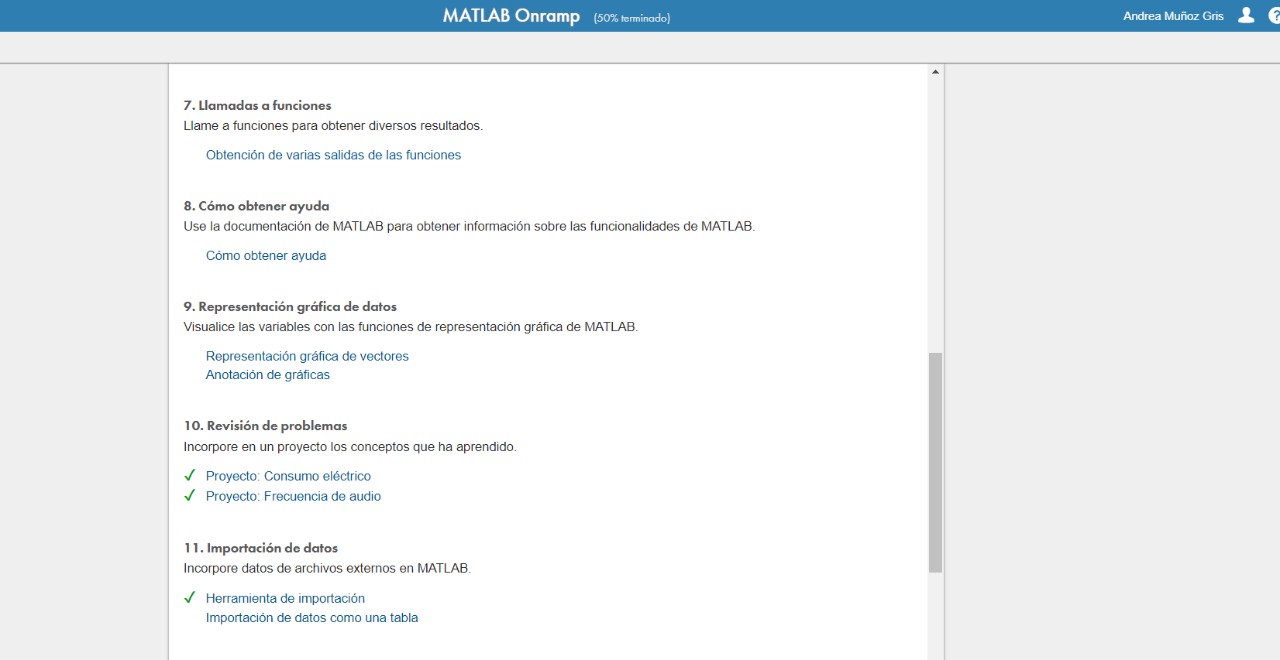 MATLAB Onramp (50% terminado)
Andrea Muñoz Gris
?
7. Llamadas a funciones
Llame a funciones para obtener diversos resultados.
Obtención de varias salidas de las funciones
8. Cómo obtener ayuda
Use la documentación de MATLAB para obtener información sobre las funcionalidades de MATLAB.
Cómo obtener ayuda
9. Representación gráfica de datos
Visualice las variables con las funciones de representación gráfica de MATLAB.
Representación gráfica de vectores
Anotación de gráficas
10. Revisión de problemas
Incorpore en un proyecto los conceptos que ha aprendido.
Proyecto: Consumo eléctrico
Proyecto: Frecuencia de audio
11. Importación de datos
Incorpore datos de archivos externos en MATLAB.
Herramienta de importación
Importación de datos como una tabla